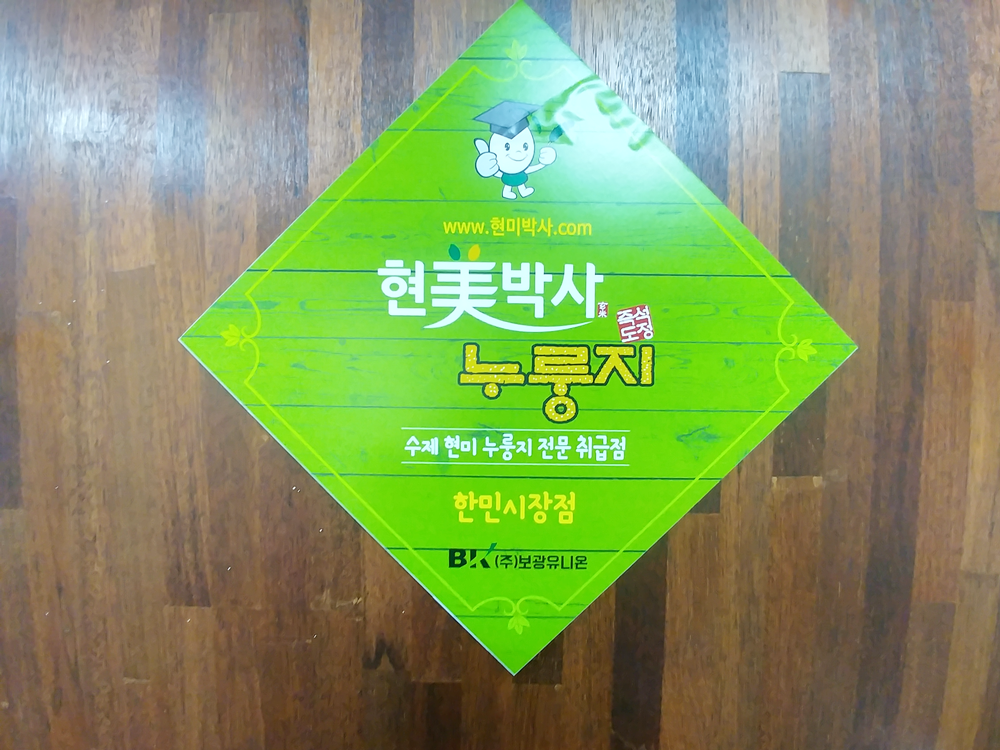 www.현미박사.com
현美박사
玄米
즉석
도정
누룽지
수제 현미 누룽지 전문 취급점
한민시장점
BK (주)보광유니온